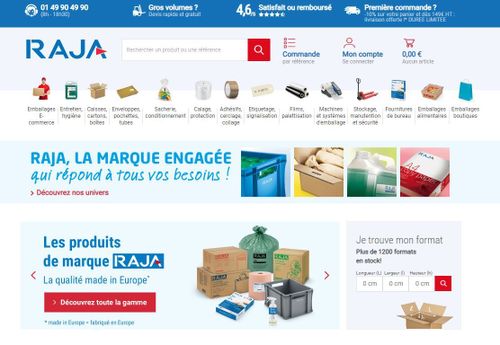 01 49 90 49 90
(8h - 18h30)
Gros volumes ?
Devis rapide et gratuit
4,6/5
Satisfait ou remboursé
Première commande ?
-16% sur votre panier et dès 149€ HT :
livraison offerte !* DUREE LIMITEE
RAJA
Rechercher un produit ou une référence
Commande
par référence
Mon compte
Se connecter
0,00 €
Aucun article
Emballages E-commerce
Entretien, hygiène
Caisses, cartons, boîtes
Enveloppes, pochettes, tubes
Sacherie, conditionnement
Calage, protection
Adhésifs, cerclage, collage
Etiquetage, signalisation
Films, palettisation
Machines et systèmes d'emballage
Stockage, manutention et sécurité
Fournitures de bureau
Emballages alimentaires
Emballages boutiques
RAJA, LA MARQUE ENGAGÉE
qui répond à tous vos besoins !
> Découvrez nos univers
RAJA
A4
Les produits
de marque RAJA
La qualité made in Europe*
> Découvrez toute la gamme
* made in Europe = fabriqué en Europe
Je trouve mon format
Plus de 1200 formats
en stock!
Longueur (L) Largeur (L) Hauteur (h)
0 cm 0 cm 0 cm